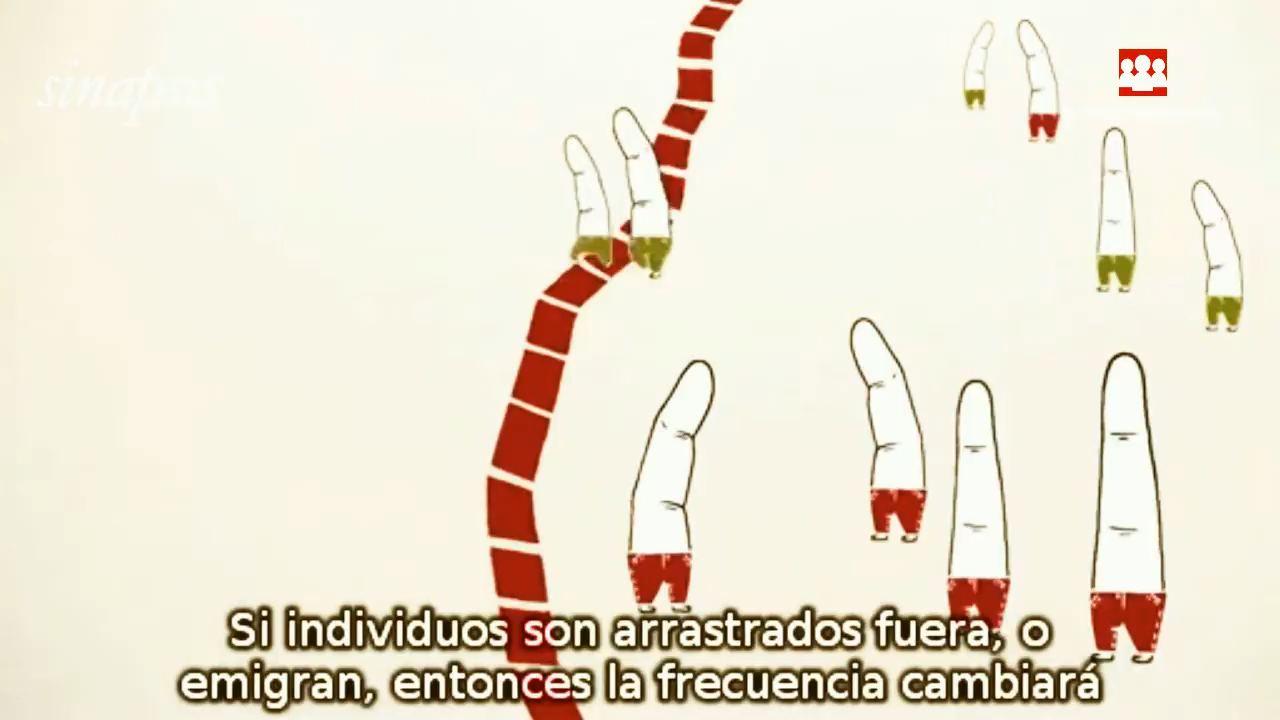 Si individuos son arrastrados fuera, o
emigran, entonces la frecuencia cambiará